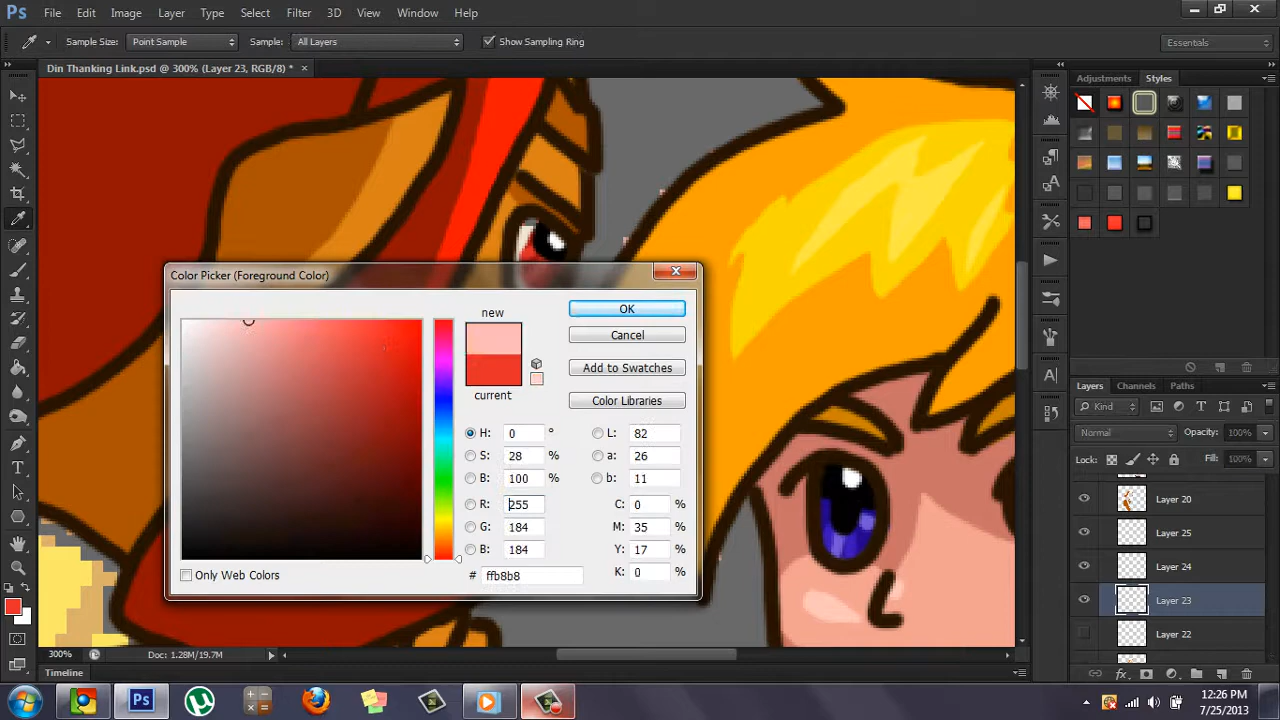 Ps File Edit Image Layer Type Select Filter 3D View Window Help
Sample Size: Point Sample Sample: All Layers Show Sampling Ring Essentials
Din Thanking Link.psd @ 300% (Layer 23, RGB/8) * ×
Adjustments Styles
Color Picker (Foreground Color)
new
current
OK
Cancel
Add to Swatches
Color Libraries
H: 0 °
S: 28 %
B: 100 %
R: 255
G: 184
B: 184
L: 82
a: 26
b: 11
C: 0 %
M: 35 %
Y: 17 %
K: 0 %
Only Web Colors
# ffb8b8
Layers Channels Paths
Kind
Normal Opacity: 100%
Lock: Fill: 100%
Layer 20
Layer 25
Layer 24
Layer 23
Layer 22
300% Doc: 1.28M/19.7M
Timeline
Ps
12:26 PM
7/25/2013